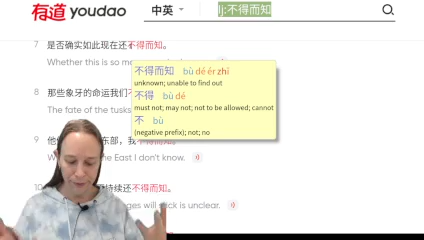 有道 youdao 中英 lj:不得而知
7 是否确实如此现在还不得而知。
Whether this is so
不得而知 bù dé ér zhī
unknown; unable to find out
不得 bù dé
must not; may not; not to be allowed; cannot
不 bù
(negative prefix); not; no
8 那些象牙的命运我们
The fate of the tusks
9 他 东部，我不得而知。
the East I don't know.
10 持续还不得而知。
ges will stick is unclear.